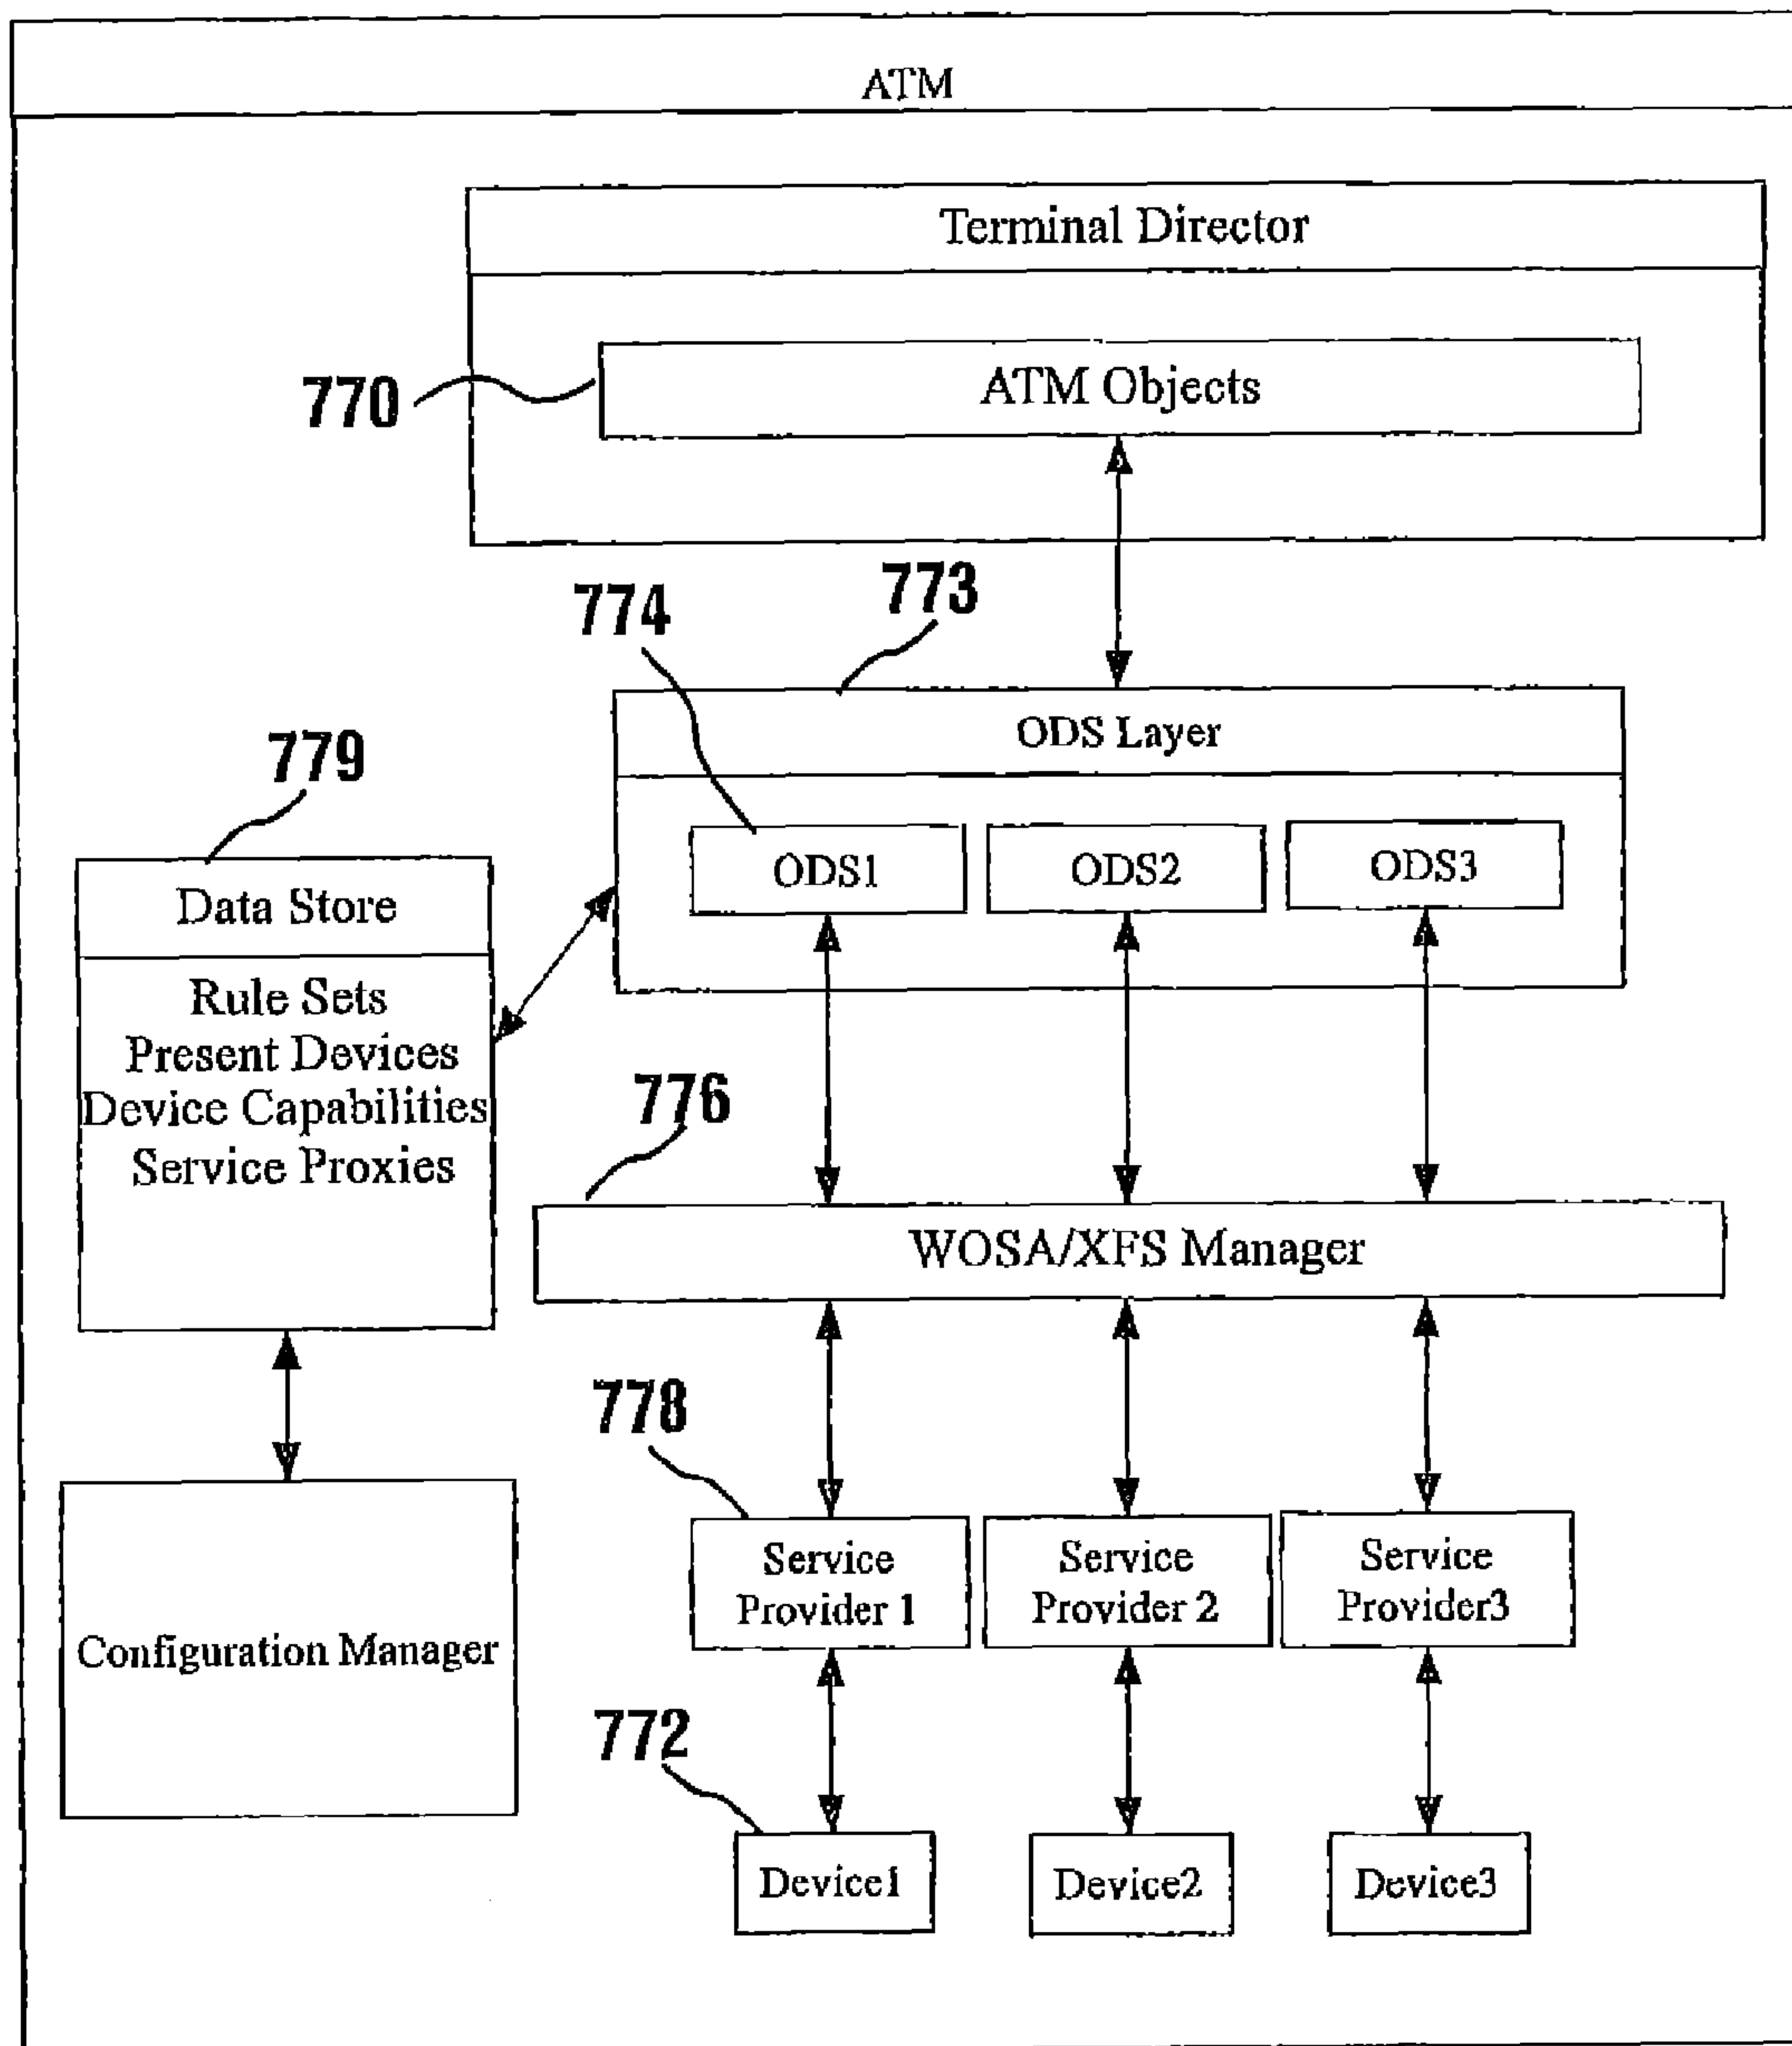 ATM
Terminal Director
770
ATM Objects
774
773
ODS Layer
779
ODS1
ODS2
ODS3
Data Store
Rule Sets
Present Devices
Device Capabilities
Service Proxies
776
WOSA/XFS Manager
778
Service
Provider 1
Service
Provider 2
Service
Provider3
Configuration Manager
772
Device1
Device2
Device3